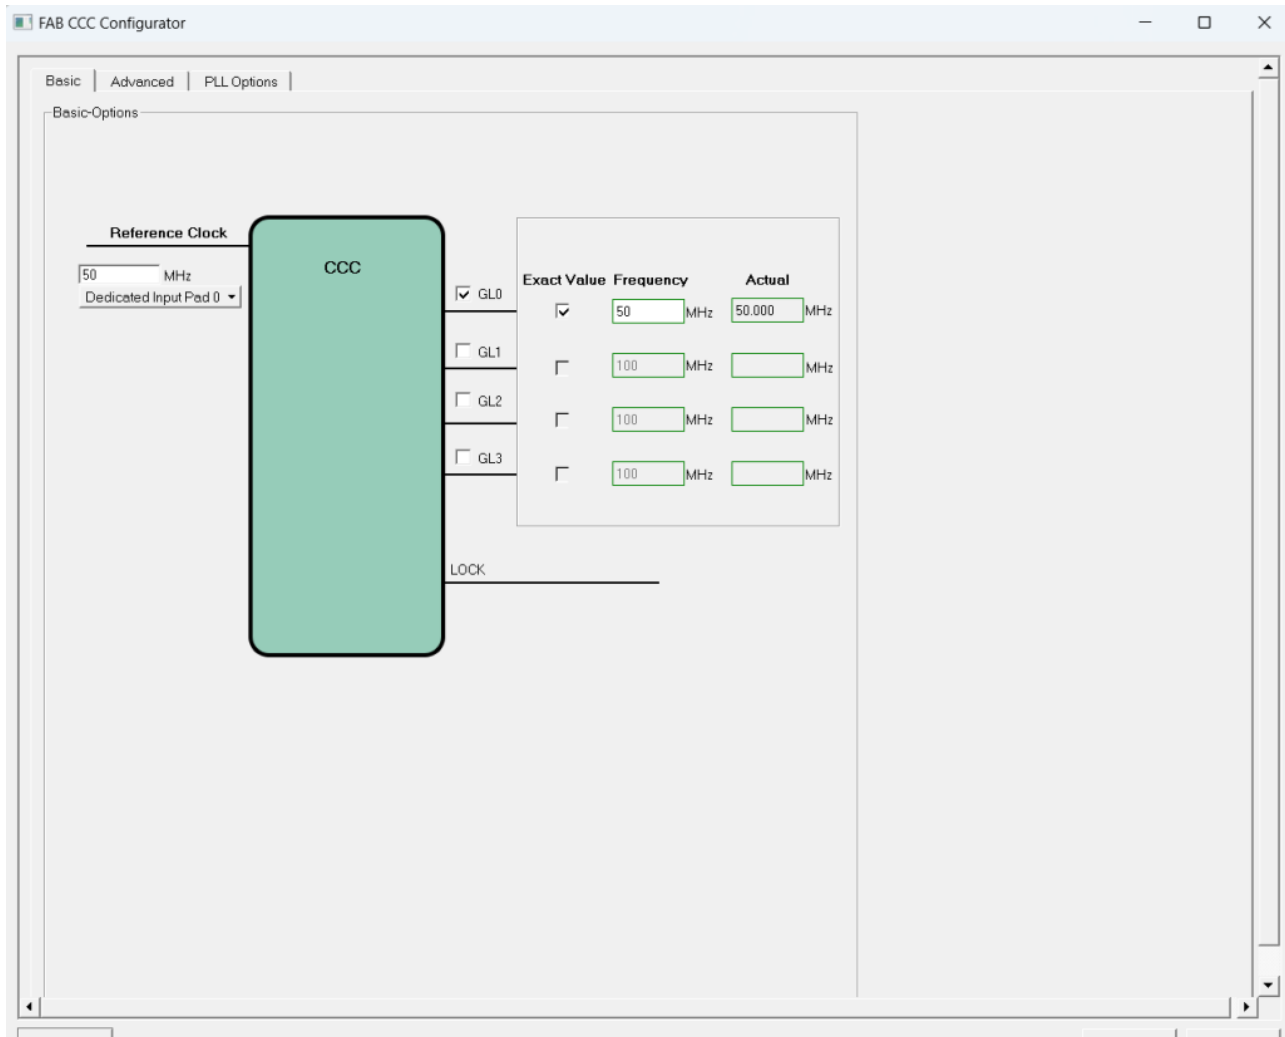 FAB CCC Configurator
Basic Advanced PLL Options
Basic-Options
Reference Clock
50 MHz
Dedicated Input Pad 0
CCC
Exact Value Frequency Actual
GL0 50 MHz 50.000 MHz
GL1 100 MHz MHz
GL2 100 MHz MHz
GL3 100 MHz MHz
LOCK